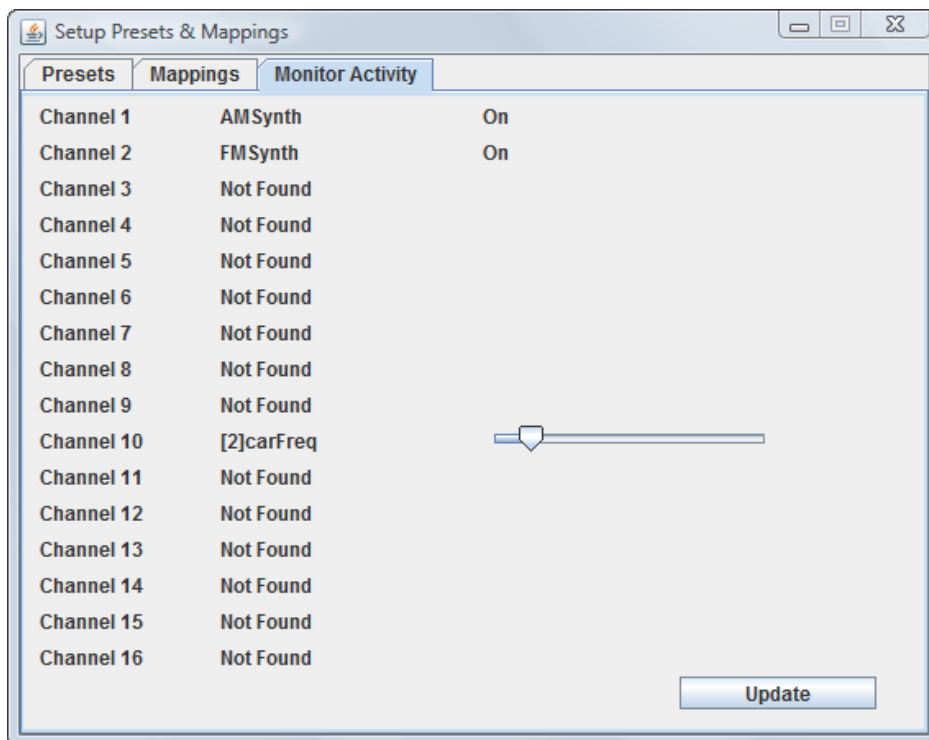 Setup Presets & Mappings
Presets Mappings Monitor Activity
Channel 1 AMSynth On
Channel 2 FMSynth On
Channel 3 Not Found
Channel 4 Not Found
Channel 5 Not Found
Channel 6 Not Found
Channel 7 Not Found
Channel 8 Not Found
Channel 9 Not Found
Channel 10 [2]carFreq
Channel 11 Not Found
Channel 12 Not Found
Channel 13 Not Found
Channel 14 Not Found
Channel 15 Not Found
Channel 16 Not Found
Update